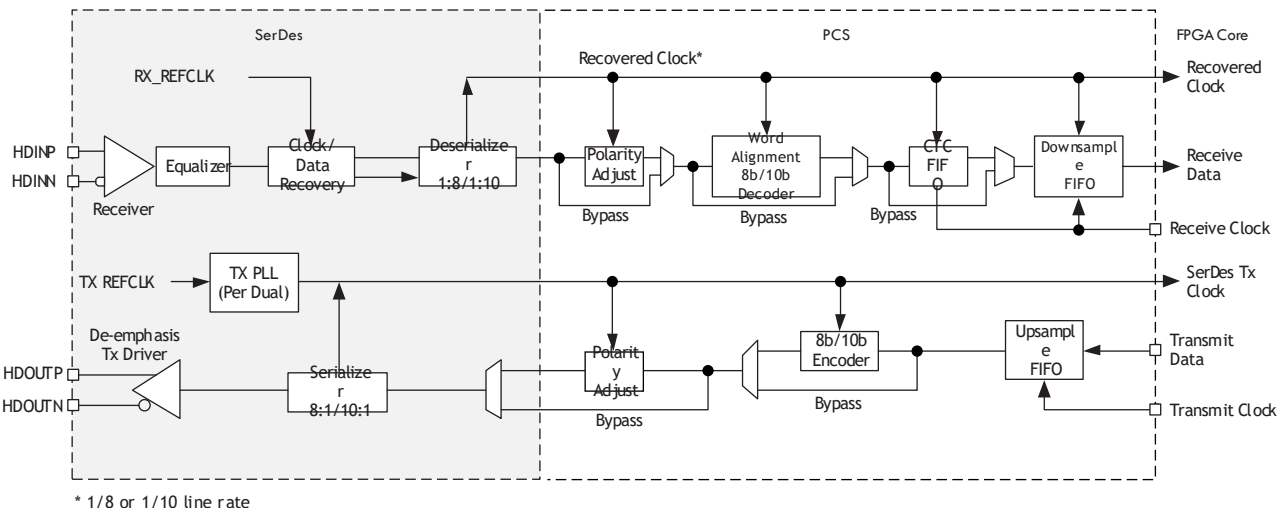 SerDes
PCS
FPGA Core
RX_REFCLK
Recovered Clock*
Recovered
Clock
HDINP
HDINN
Receiver
Equalizer
Clock/
Data
Recovery
Deserialize
r
1:8/1:10
Polarity
Adjust
Bypass
Word
Alignment
8b/10b
Decoder
Bypass
CTC
FIF
O
Bypass
Downsampl
e
FIFO
Receive
Data
Receive Clock
TX REFCLK
TX PLL
(Per Dual)
SerDes Tx
Clock
De-emphasis
Tx Driver
HDOUTP
HDOUTN
Serialize
r
8:1/10:1
Polarit
y
Adjust
Bypass
8b/10b
Encoder
Bypass
Upsampl
e
FIFO
Transmit
Data
Transmit Clock
* 1/8 or 1/10 line rate